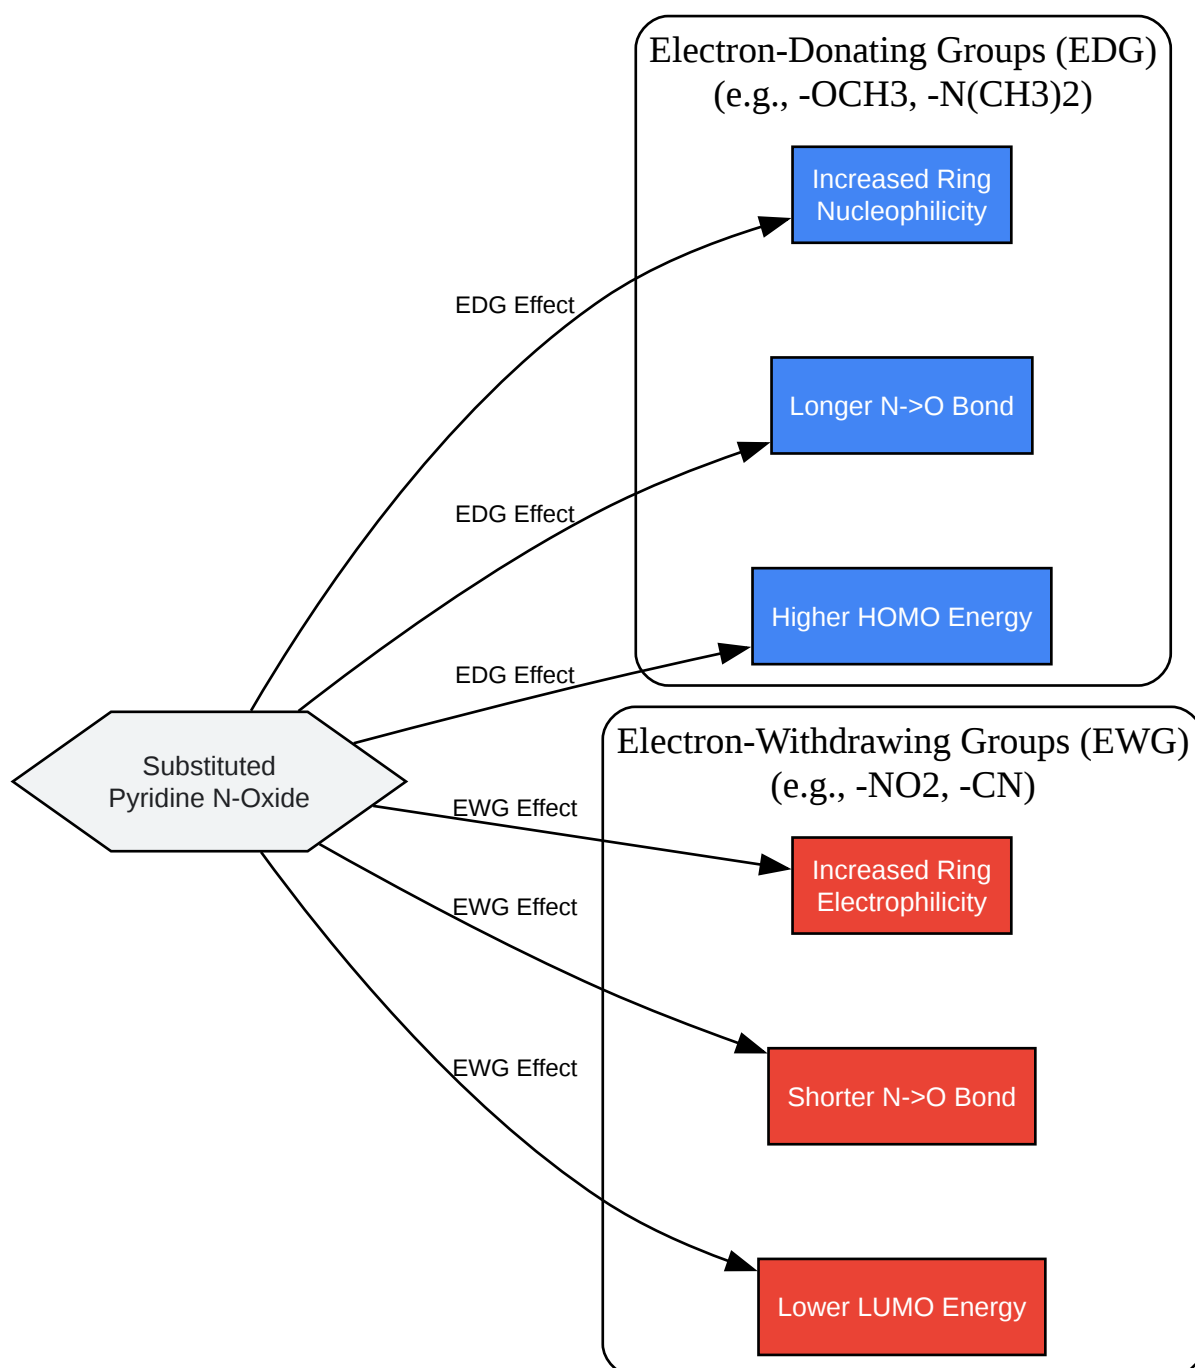 Electron-Donating Groups (EDG)
(e.g., -OCH3, -N(CH3)2)
Increased Ring
Nucleophilicity
EDG Effect
Longer N->O Bond
EDG Effect
Higher HOMO Energy
EDG Effect
Substituted
Pyridine N-Oxide
Electron-Withdrawing Groups (EWG)
(e.g., -NO2, -CN)
EWG Effect
Increased Ring
Electrophilicity
EWG Effect
Shorter N->O Bond
EWG Effect
Lower LUMO Energy